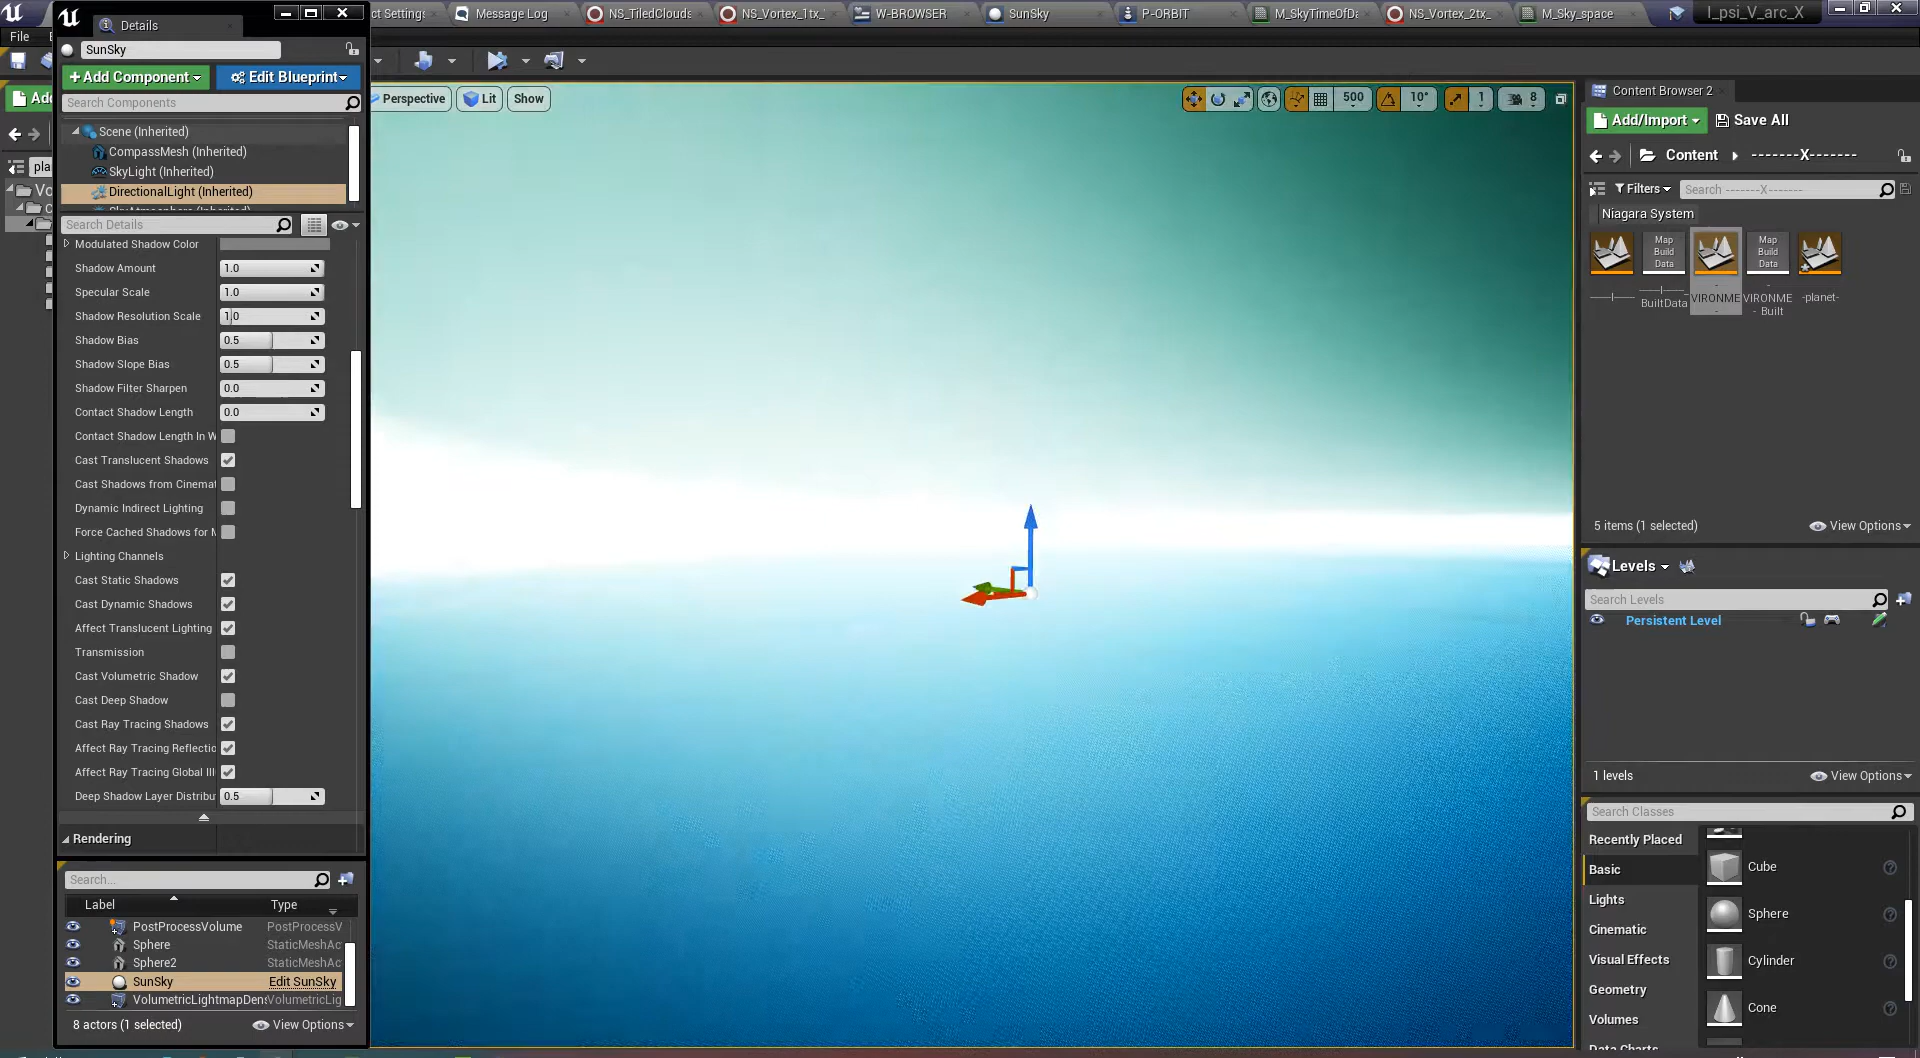 ct Settings
Message Log
NS_TiledClouds
NS_Vortex_1tx_
W-BROWSER
SunSky
P-ORBIT
M_SkyTimeOfDa
NS_Vortex_2tx_
M_Sky_space
I_psi_V_arc_X
File
Details
SunSky
+Add Component
Edit Blueprint
Search Components
Scene (Inherited)
CompassMesh (Inherited)
SkyLight (Inherited)
DirectionalLight (Inherited)
Search Details
Modulated Shadow Color
Shadow Amount 1.0
Specular Scale 1.0
Shadow Resolution Scale 1.0
Shadow Bias 0.5
Shadow Slope Bias 0.5
Shadow Filter Sharpen 0.0
Contact Shadow Length 0.0
Contact Shadow Length In W
Cast Translucent Shadows
Cast Shadows from Cinemat
Dynamic Indirect Lighting
Force Cached Shadows for M
Lighting Channels
Cast Static Shadows
Cast Dynamic Shadows
Affect Translucent Lighting
Transmission
Cast Volumetric Shadow
Cast Deep Shadow
Cast Ray Tracing Shadows
Affect Ray Tracing Reflectio
Affect Ray Tracing Global Ill
Deep Shadow Layer Distribu 0.5
Rendering
Search...
Label Type
PostProcessVolume PostProcessV
Sphere StaticMeshAc
Sphere2 StaticMeshAc
SunSky Edit SunSky
VolumetricLightmapDens VolumetricLig
8 actors (1 selected) View Options
Add
pla
Vo
Perspective Lit Show
500 10° 1 8
Content Browser 2
Add/Import Save All
Content -------X-------
Filters Search -------X-------
Niagara System
Map Build Data
Map Build Data
BuiltData
VIRONME
VIRONME
- Built
-planet-
5 items (1 selected) View Options
Levels
Search Levels
Persistent Level
1 levels View Options
Search Classes
Recently Placed
Basic
Lights
Cinematic
Visual Effects
Geometry
Volumes
Cube
Sphere
Cylinder
Cone